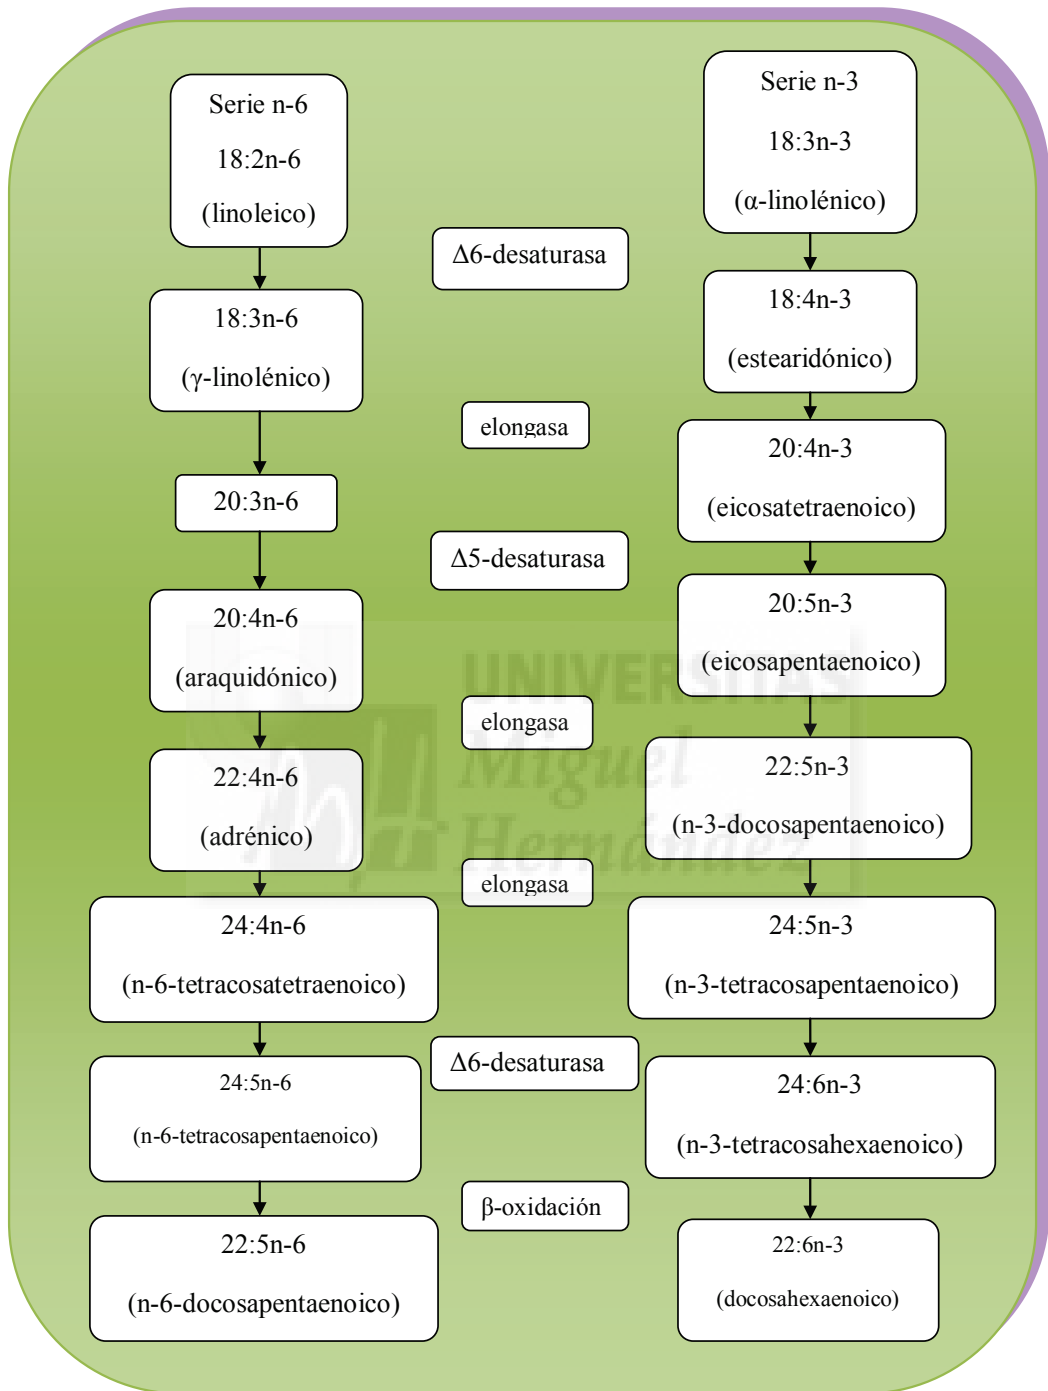 Serie n-6
18:2n-6
(linoleico)
18:3n-6
(γ-linolénico)
20:3n-6
20:4n-6
(araquidónico)
22:4n-6
(adrénico)
24:4n-6
(n-6-tetracosatetraenoico)
24:5n-6
(n-6-tetracosapentaenoico)
22:5n-6
(n-6-docosapentaenoico)
Δ6-desaturasa
elongasa
Δ5-desaturasa
elongasa
elongasa
Δ6-desaturasa
β-oxidación
Serie n-3
18:3n-3
(α-linolénico)
18:4n-3
(estearidónico)
20:4n-3
(eicosatetraenoico)
20:5n-3
(eicosapentaenoico)
22:5n-3
(n-3-docosapentaenoico)
24:5n-3
(n-3-tetracosapentaenoico)
24:6n-3
(n-3-tetracosahexaenoico)
22:6n-3
(docosahexaenoico)
UNIVERSITAS
Miguel
Hernández